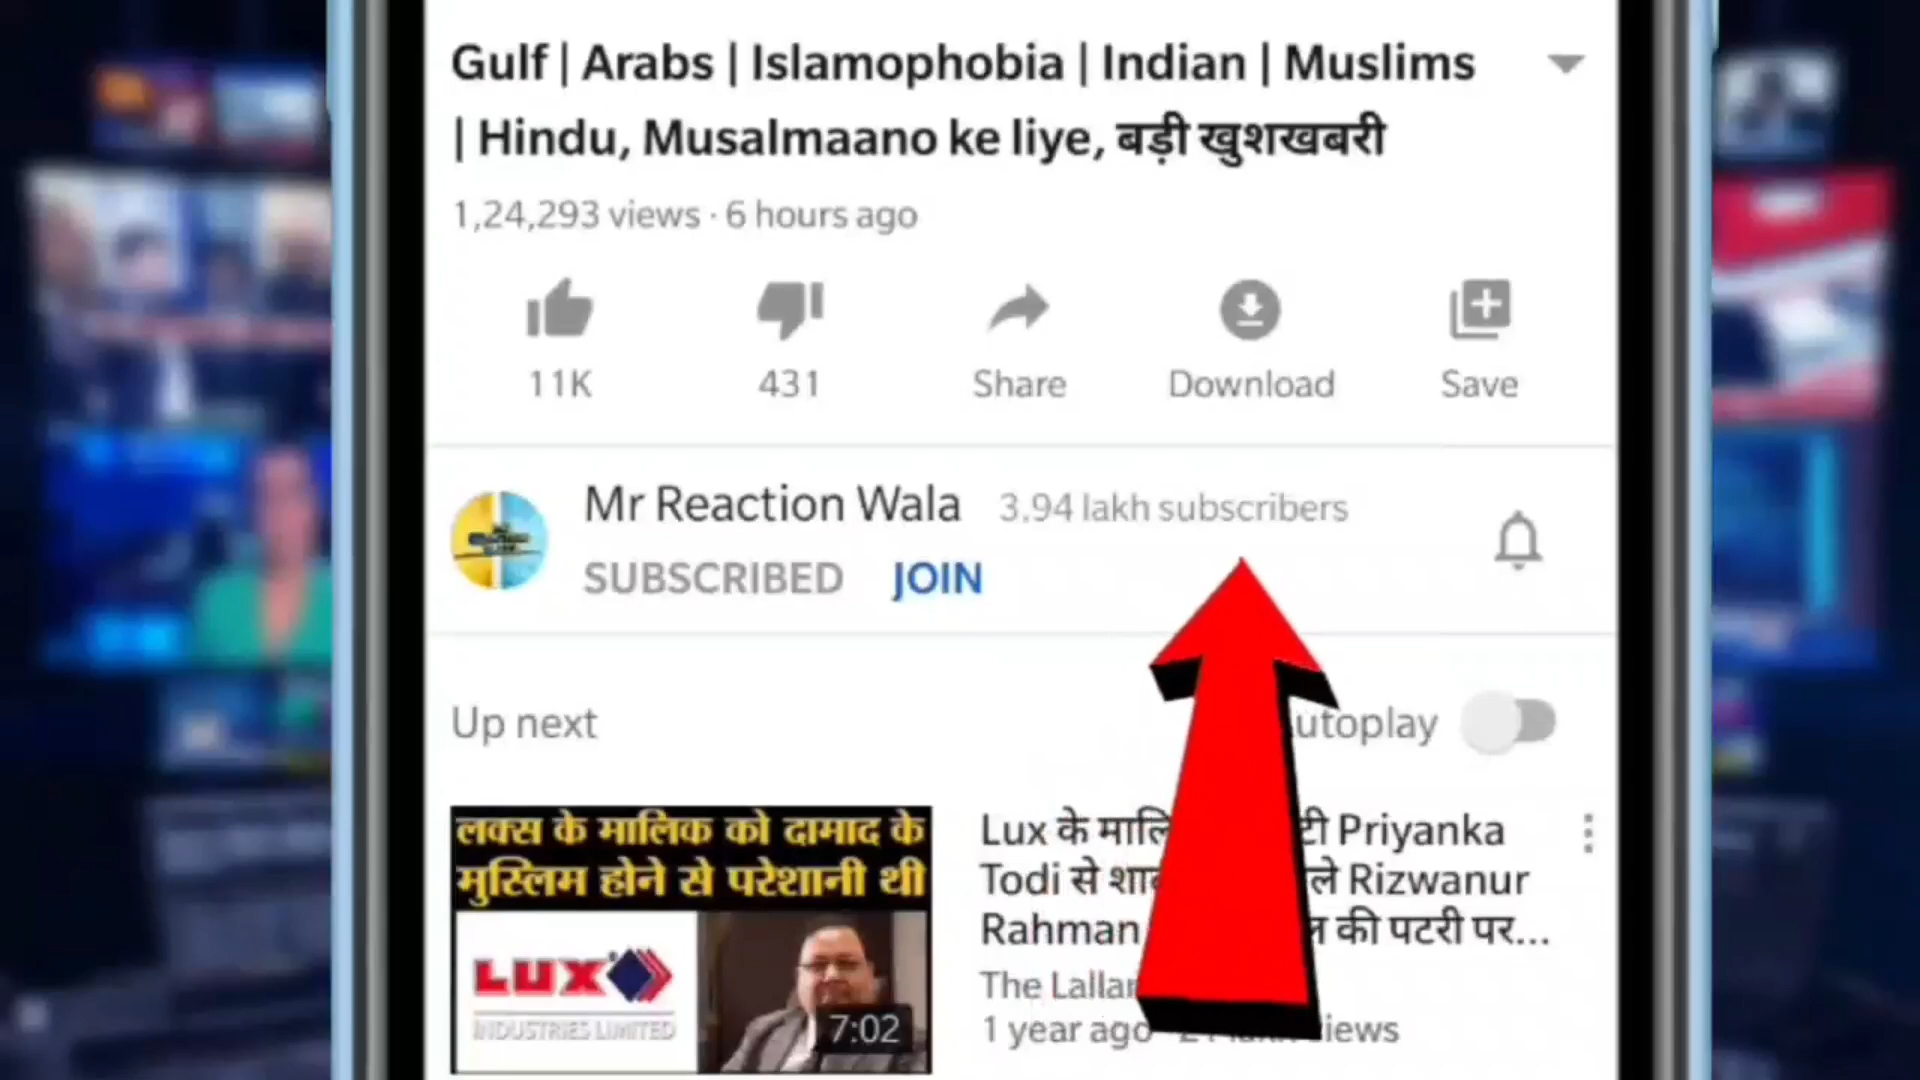 Gulf | Arabs | Islamophobia | Indian | Muslims
| Hindu, Musalmaano ke liye, बड़ी खुशखबरी
1,24,293 views · 6 hours ago
11K 431 Share Download Save
Mr Reaction Wala 3.94 lakh subscribers
SUBSCRIBED JOIN
Up next utoplay
लक्स के मालिक को दामाद के
मुस्लिम होने से परेशानी थी
LUX
INDUSTRIES LIMITED
7:02
Lux के Priyanka
Todi से Rizwanur
Rahman की पटरी पर...
The
1 year ago